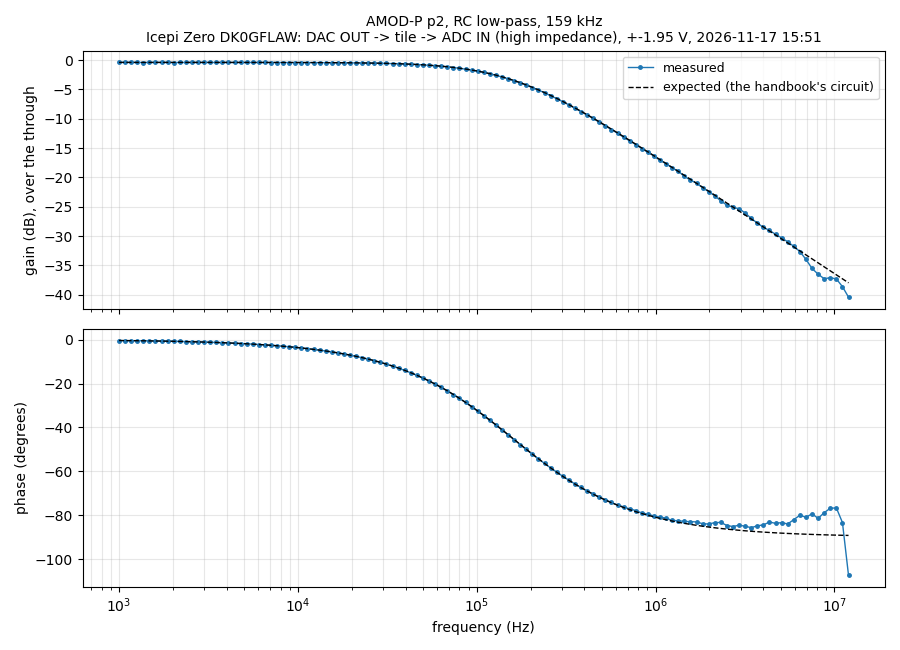 AMOD-P p2, RC low-pass, 159 kHz
Icepi Zero DK0GFLAW: DAC OUT -> tile -> ADC IN (high impedance), +-1.95 V, 2026-11-17 15:51
gain (dB), over the through
0
−5
−10
−15
−20
−25
−30
−35
−40
measured
expected (the handbook's circuit)
phase (degrees)
0
−20
−40
−60
−80
−100
10³
10⁴
10⁵
10⁶
10⁷
frequency (Hz)